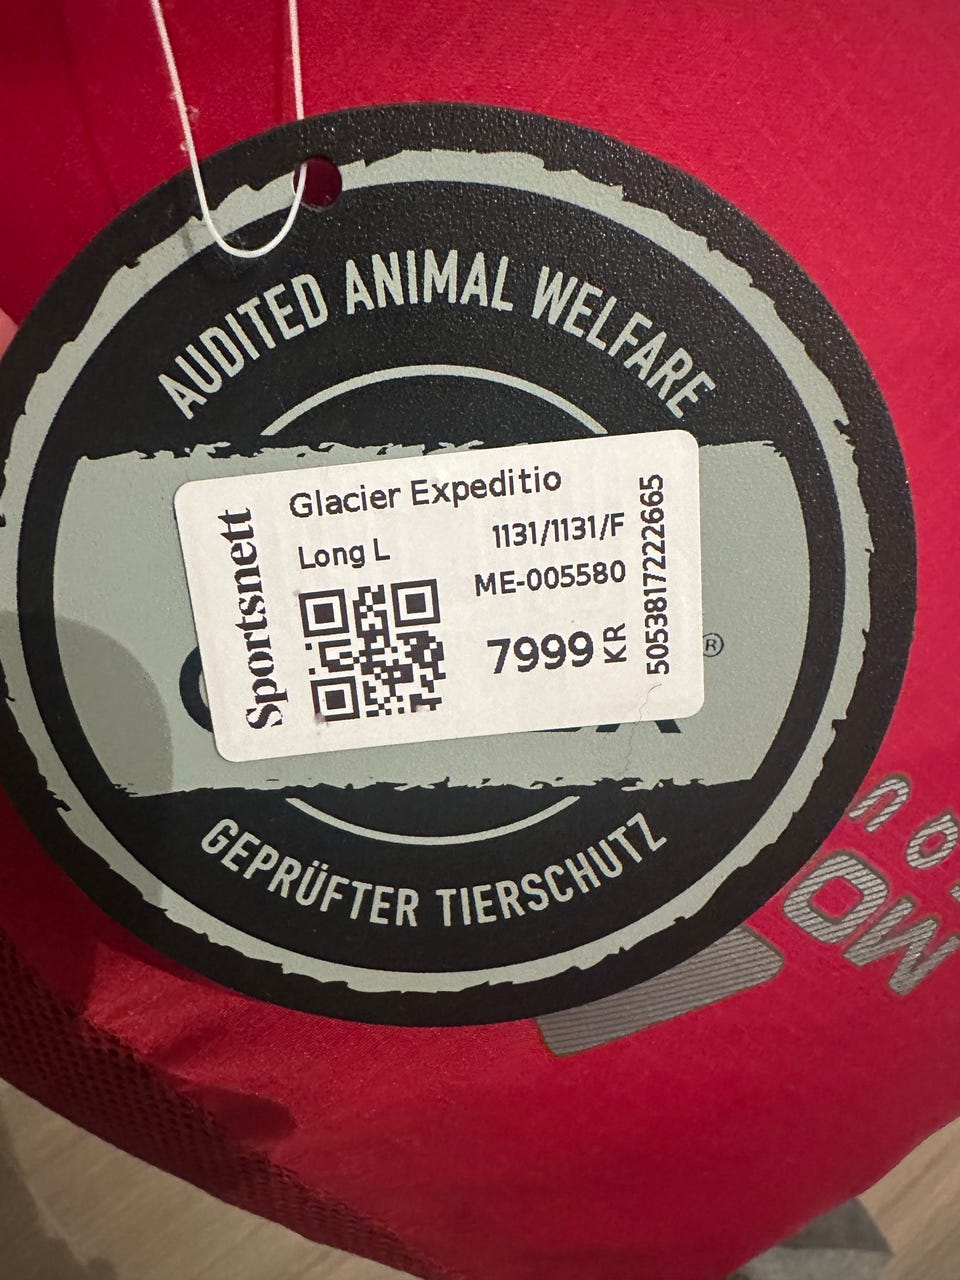 AUDITED ANIMAL WELFARE
Sportsnett
Glacier Expeditio
Long L
1131/1131/F
ME-005580
7999 KR
5053817222665
®
GEPRÜFTER TIERSCHUTZ